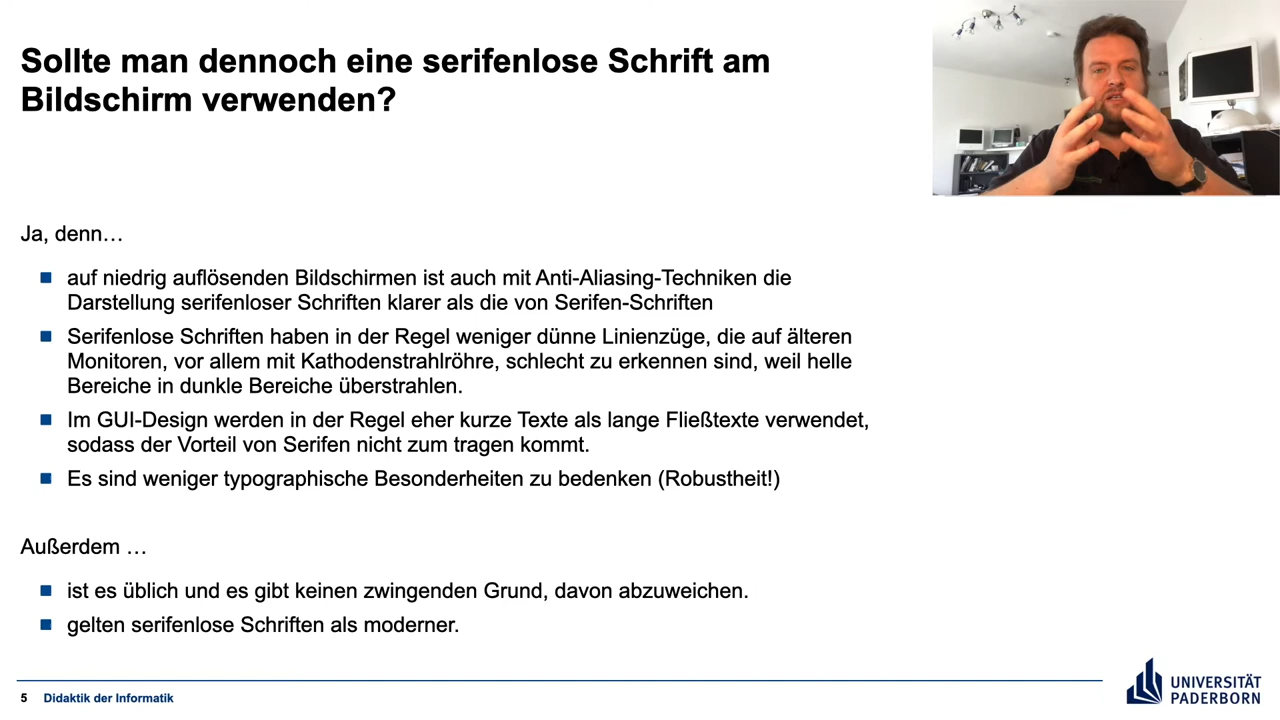 Sollte man dennoch eine serifenlose Schrift am
Bildschirm verwenden?
Ja, denn…
auf niedrig auflösenden Bildschirmen ist auch mit Anti-Aliasing-Techniken die
Darstellung serifenloser Schriften klarer als die von Serifen-Schriften
Serifenlose Schriften haben in der Regel weniger dünne Linienzüge, die auf älteren
Monitoren, vor allem mit Kathodenstrahlröhre, schlecht zu erkennen sind, weil helle
Bereiche in dunkle Bereiche überstrahlen.
Im GUI-Design werden in der Regel eher kurze Texte als lange Fließtexte verwendet,
sodass der Vorteil von Serifen nicht zum tragen kommt.
Es sind weniger typographische Besonderheiten zu bedenken (Robustheit!)
Außerdem …
ist es üblich und es gibt keinen zwingenden Grund, davon abzuweichen.
gelten serifenlose Schriften als moderner.
5 Didaktik der Informatik
UNIVERSITÄT
PADERBORN